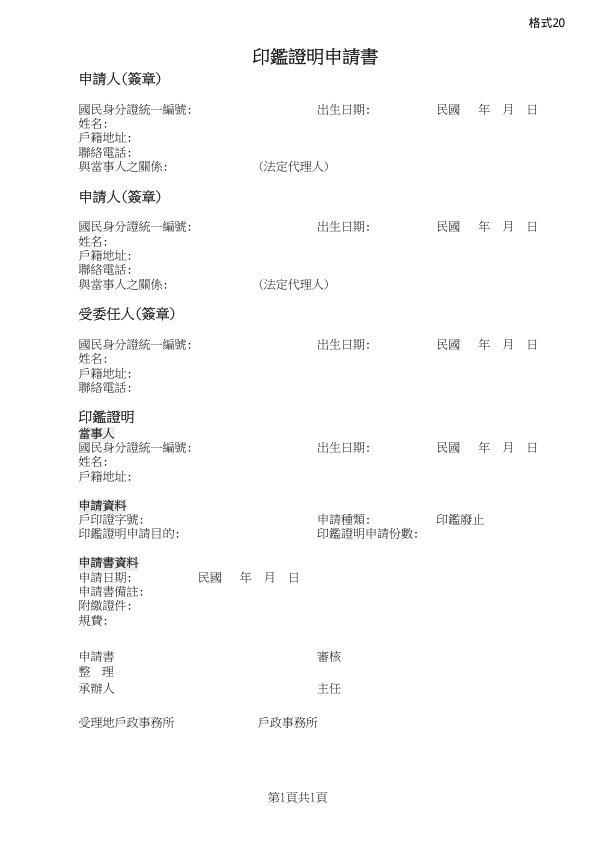 格式20
印鑑證明申請書
申請人(簽章)
國民身分證統一編號: 出生日期: 民國 年 月 日
姓名:
戶籍地址:
聯絡電話:
與當事人之關係: (法定代理人)
申請人(簽章)
國民身分證統一編號: 出生日期: 民國 年 月 日
姓名:
戶籍地址:
聯絡電話:
與當事人之關係: (法定代理人)
受委任人(簽章)
國民身分證統一編號: 出生日期: 民國 年 月 日
姓名:
戶籍地址:
聯絡電話:
印鑑證明
當事人
國民身分證統一編號: 出生日期: 民國 年 月 日
姓名:
戶籍地址:
申請資料
戶印證字號: 申請種類: 印鑑廢止
印鑑證明申請目的: 印鑑證明申請份數:
申請書資料
申請日期: 民國 年 月 日
申請書備註:
附繳證件:
規費:
申請書 審核
整 理
承辦人 主任
受理地戶政事務所 戶政事務所
第1頁共1頁